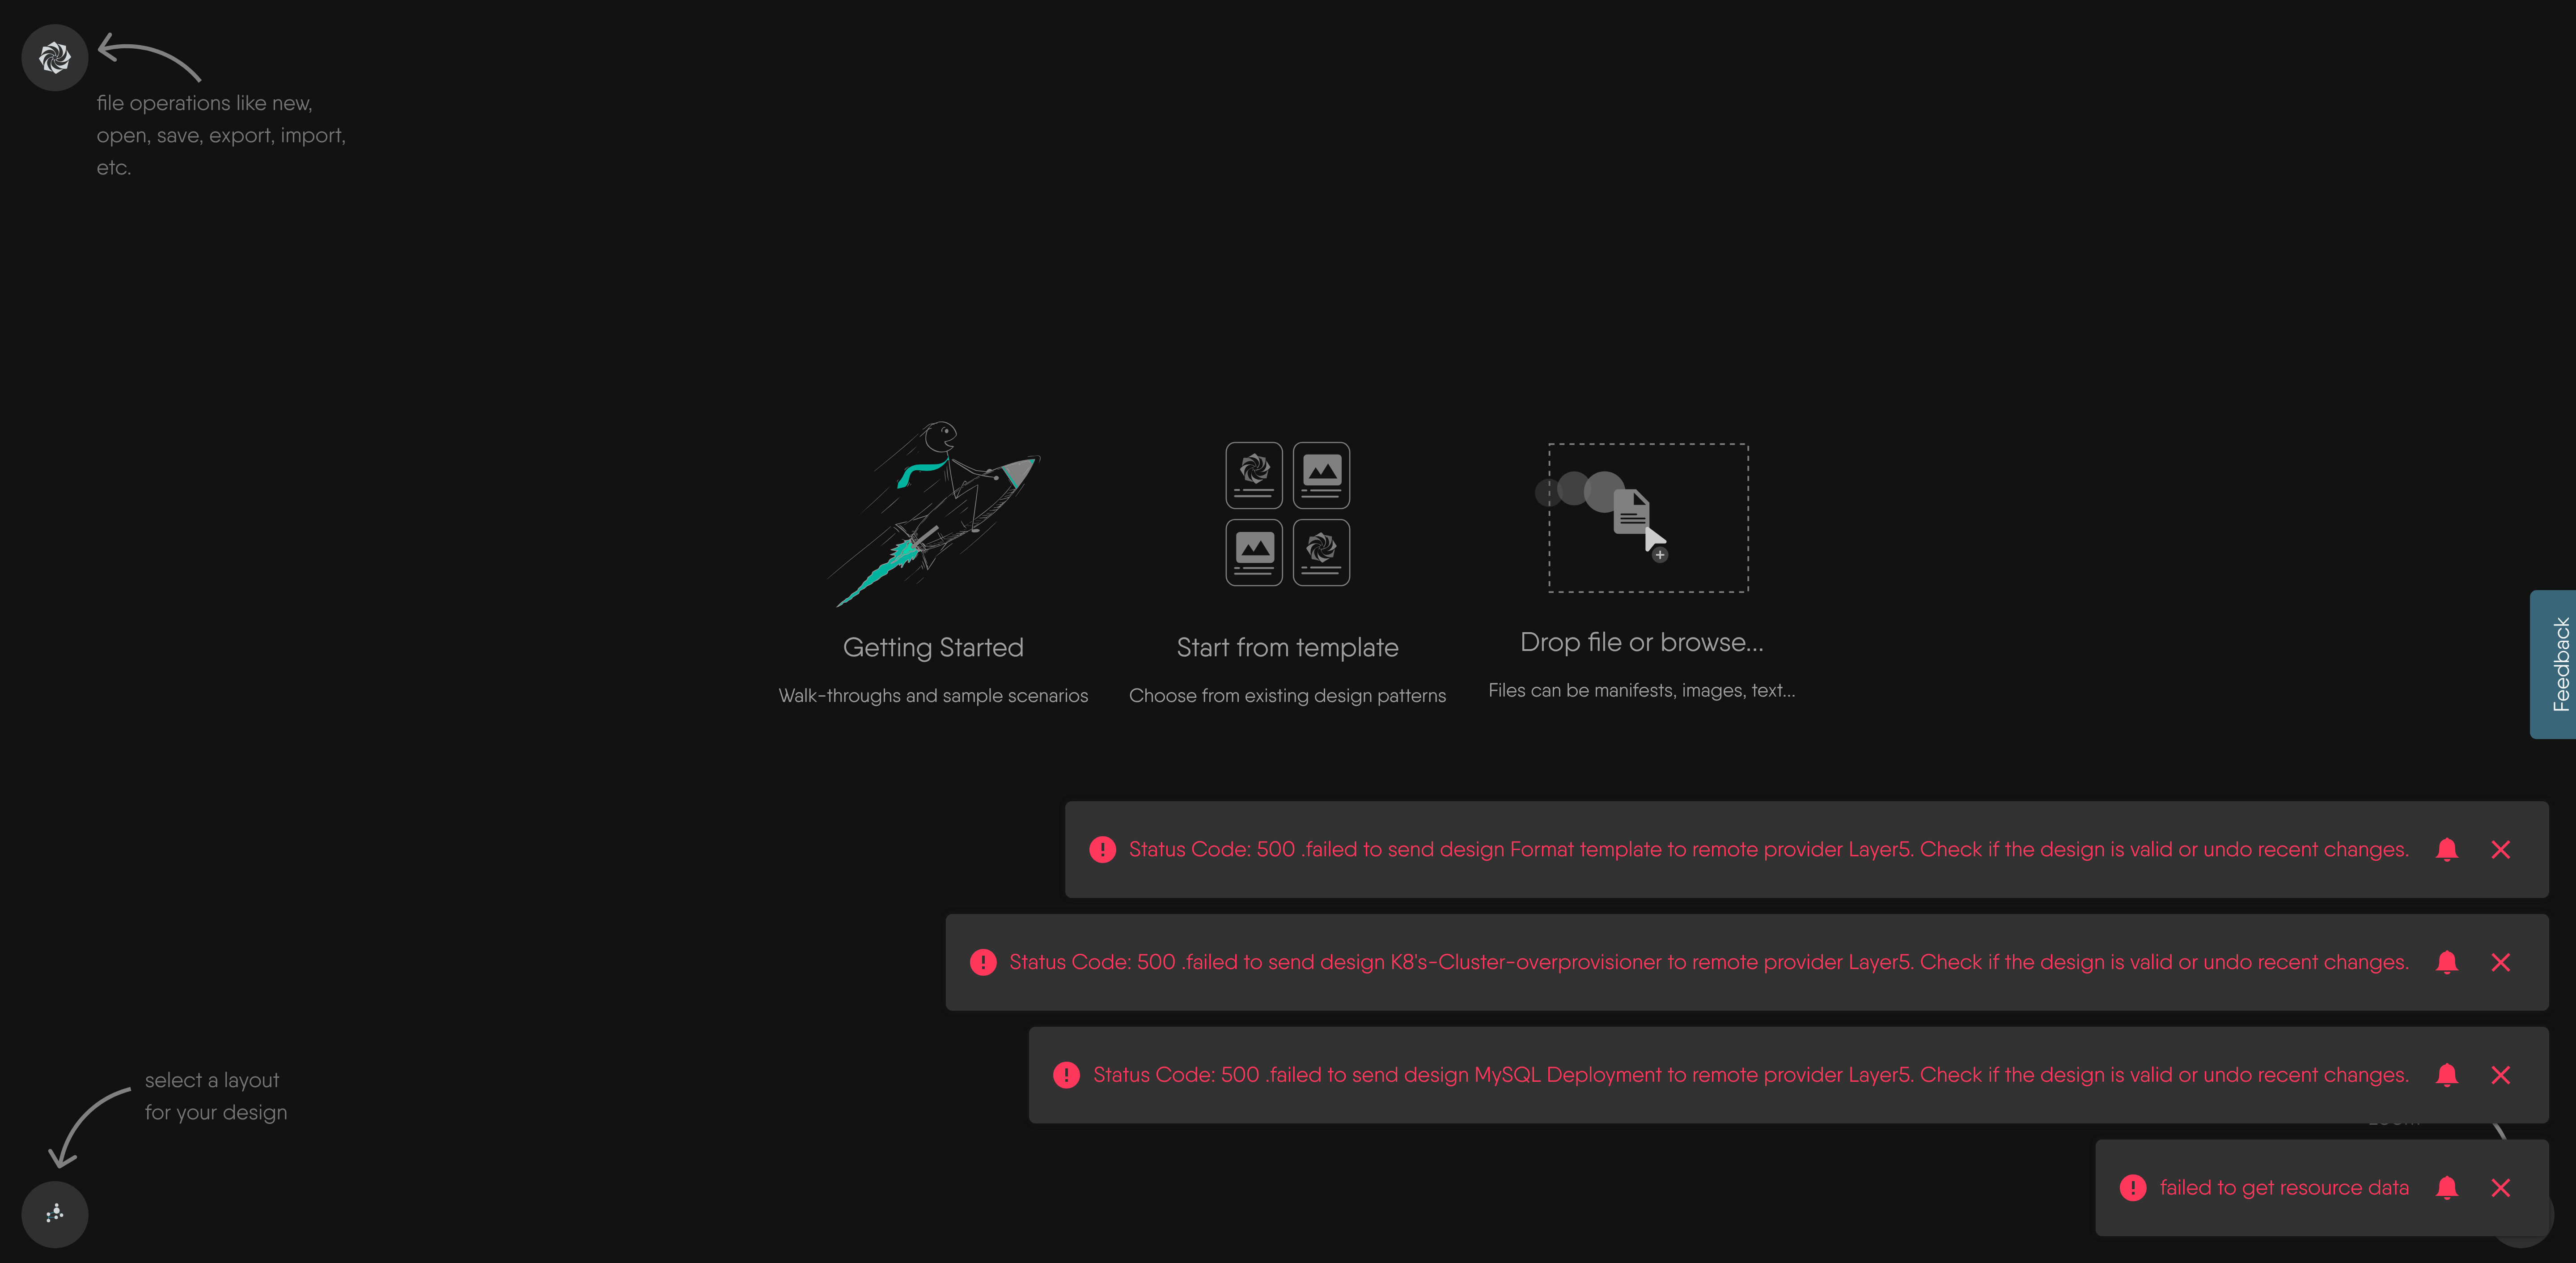 file operations like new,
open, save, export, import,
etc.
Getting Started
Walk-throughs and sample scenarios
Start from template
Choose from existing design patterns
Drop file or browse...
Files can be manifests, images, text...
Feedback
Status Code: 500 .failed to send design Format template to remote provider Layer5. Check if the design is valid or undo recent changes.
Status Code: 500 .failed to send design K8's-Cluster-overprovisioner to remote provider Layer5. Check if the design is valid or undo recent changes.
Status Code: 500 .failed to send design MySQL Deployment to remote provider Layer5. Check if the design is valid or undo recent changes.
failed to get resource data
select a layout
for your design